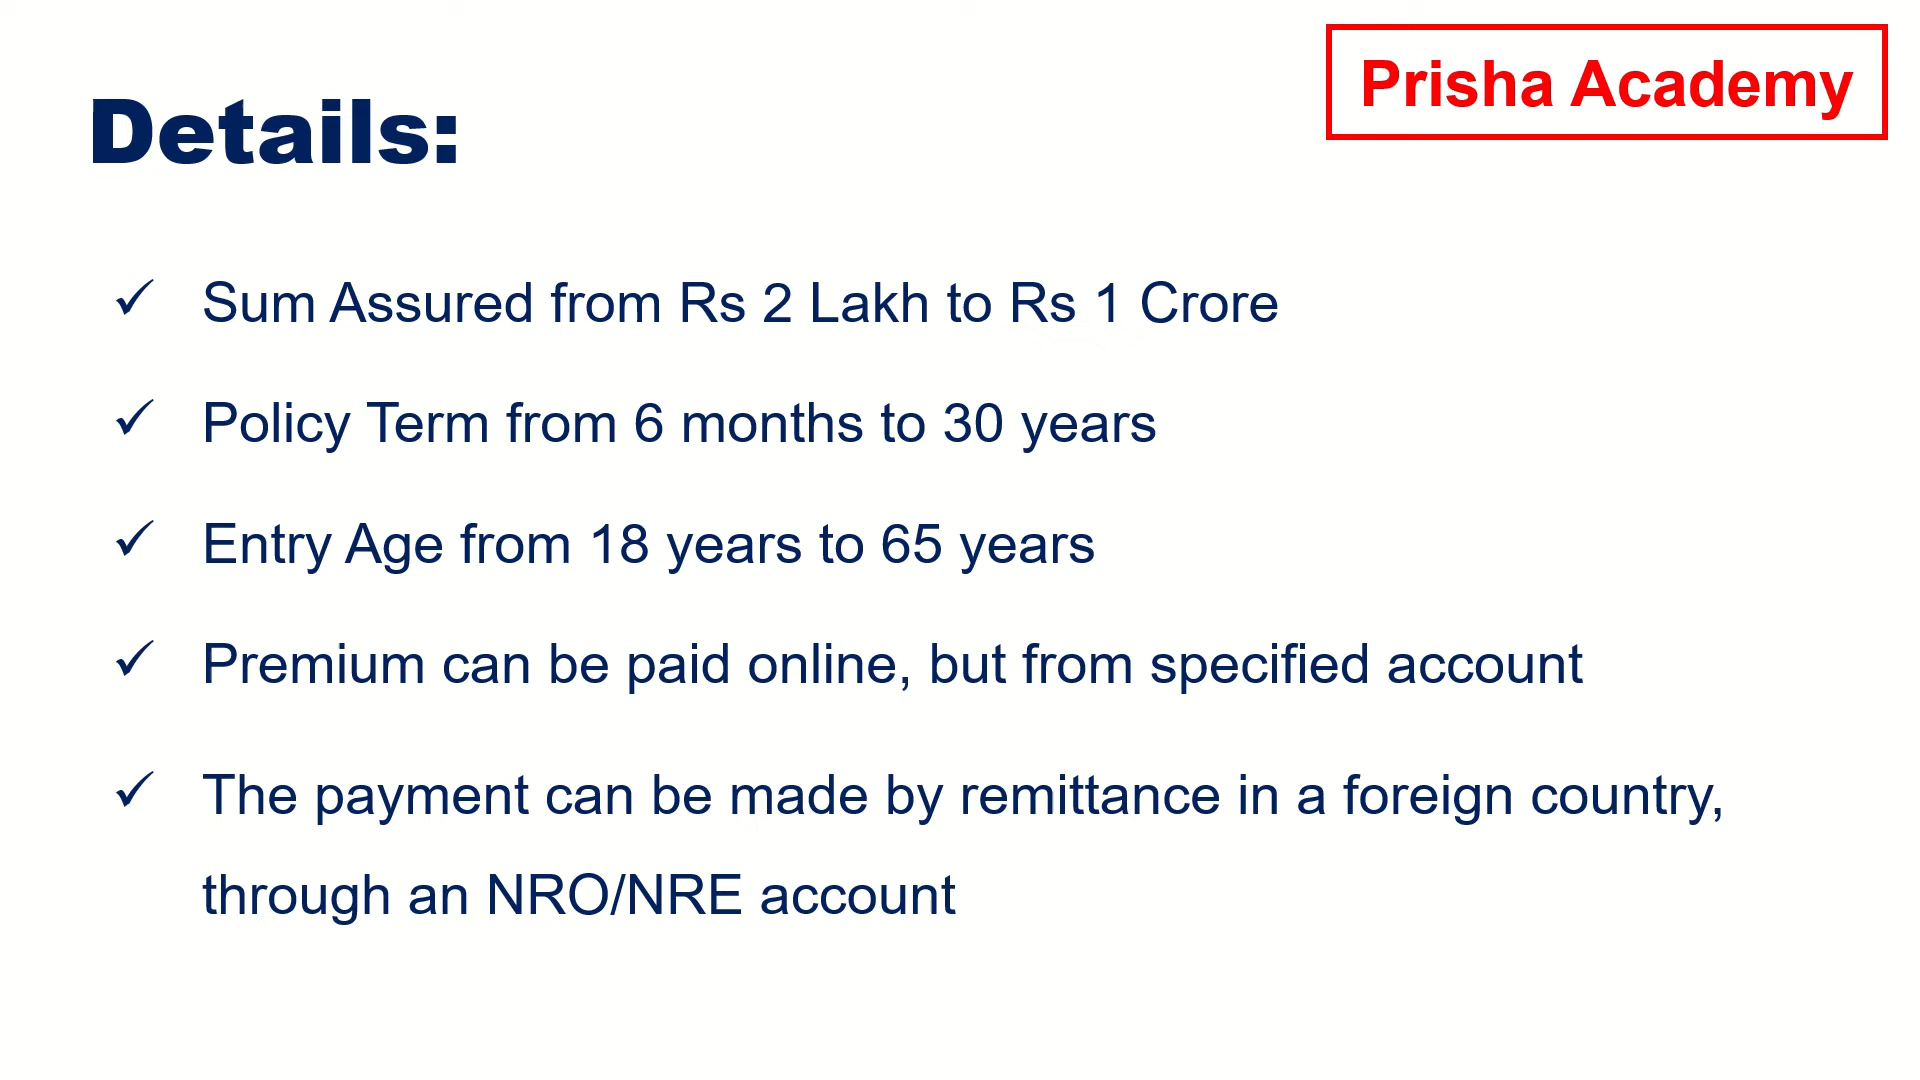 Prisha Academy
Details:
✓ Sum Assured from Rs 2 Lakh to Rs 1 Crore
✓ Policy Term from 6 months to 30 years
✓ Entry Age from 18 years to 65 years
✓ Premium can be paid online, but from specified account
✓ The payment can be made by remittance in a foreign country,
through an NRO/NRE account